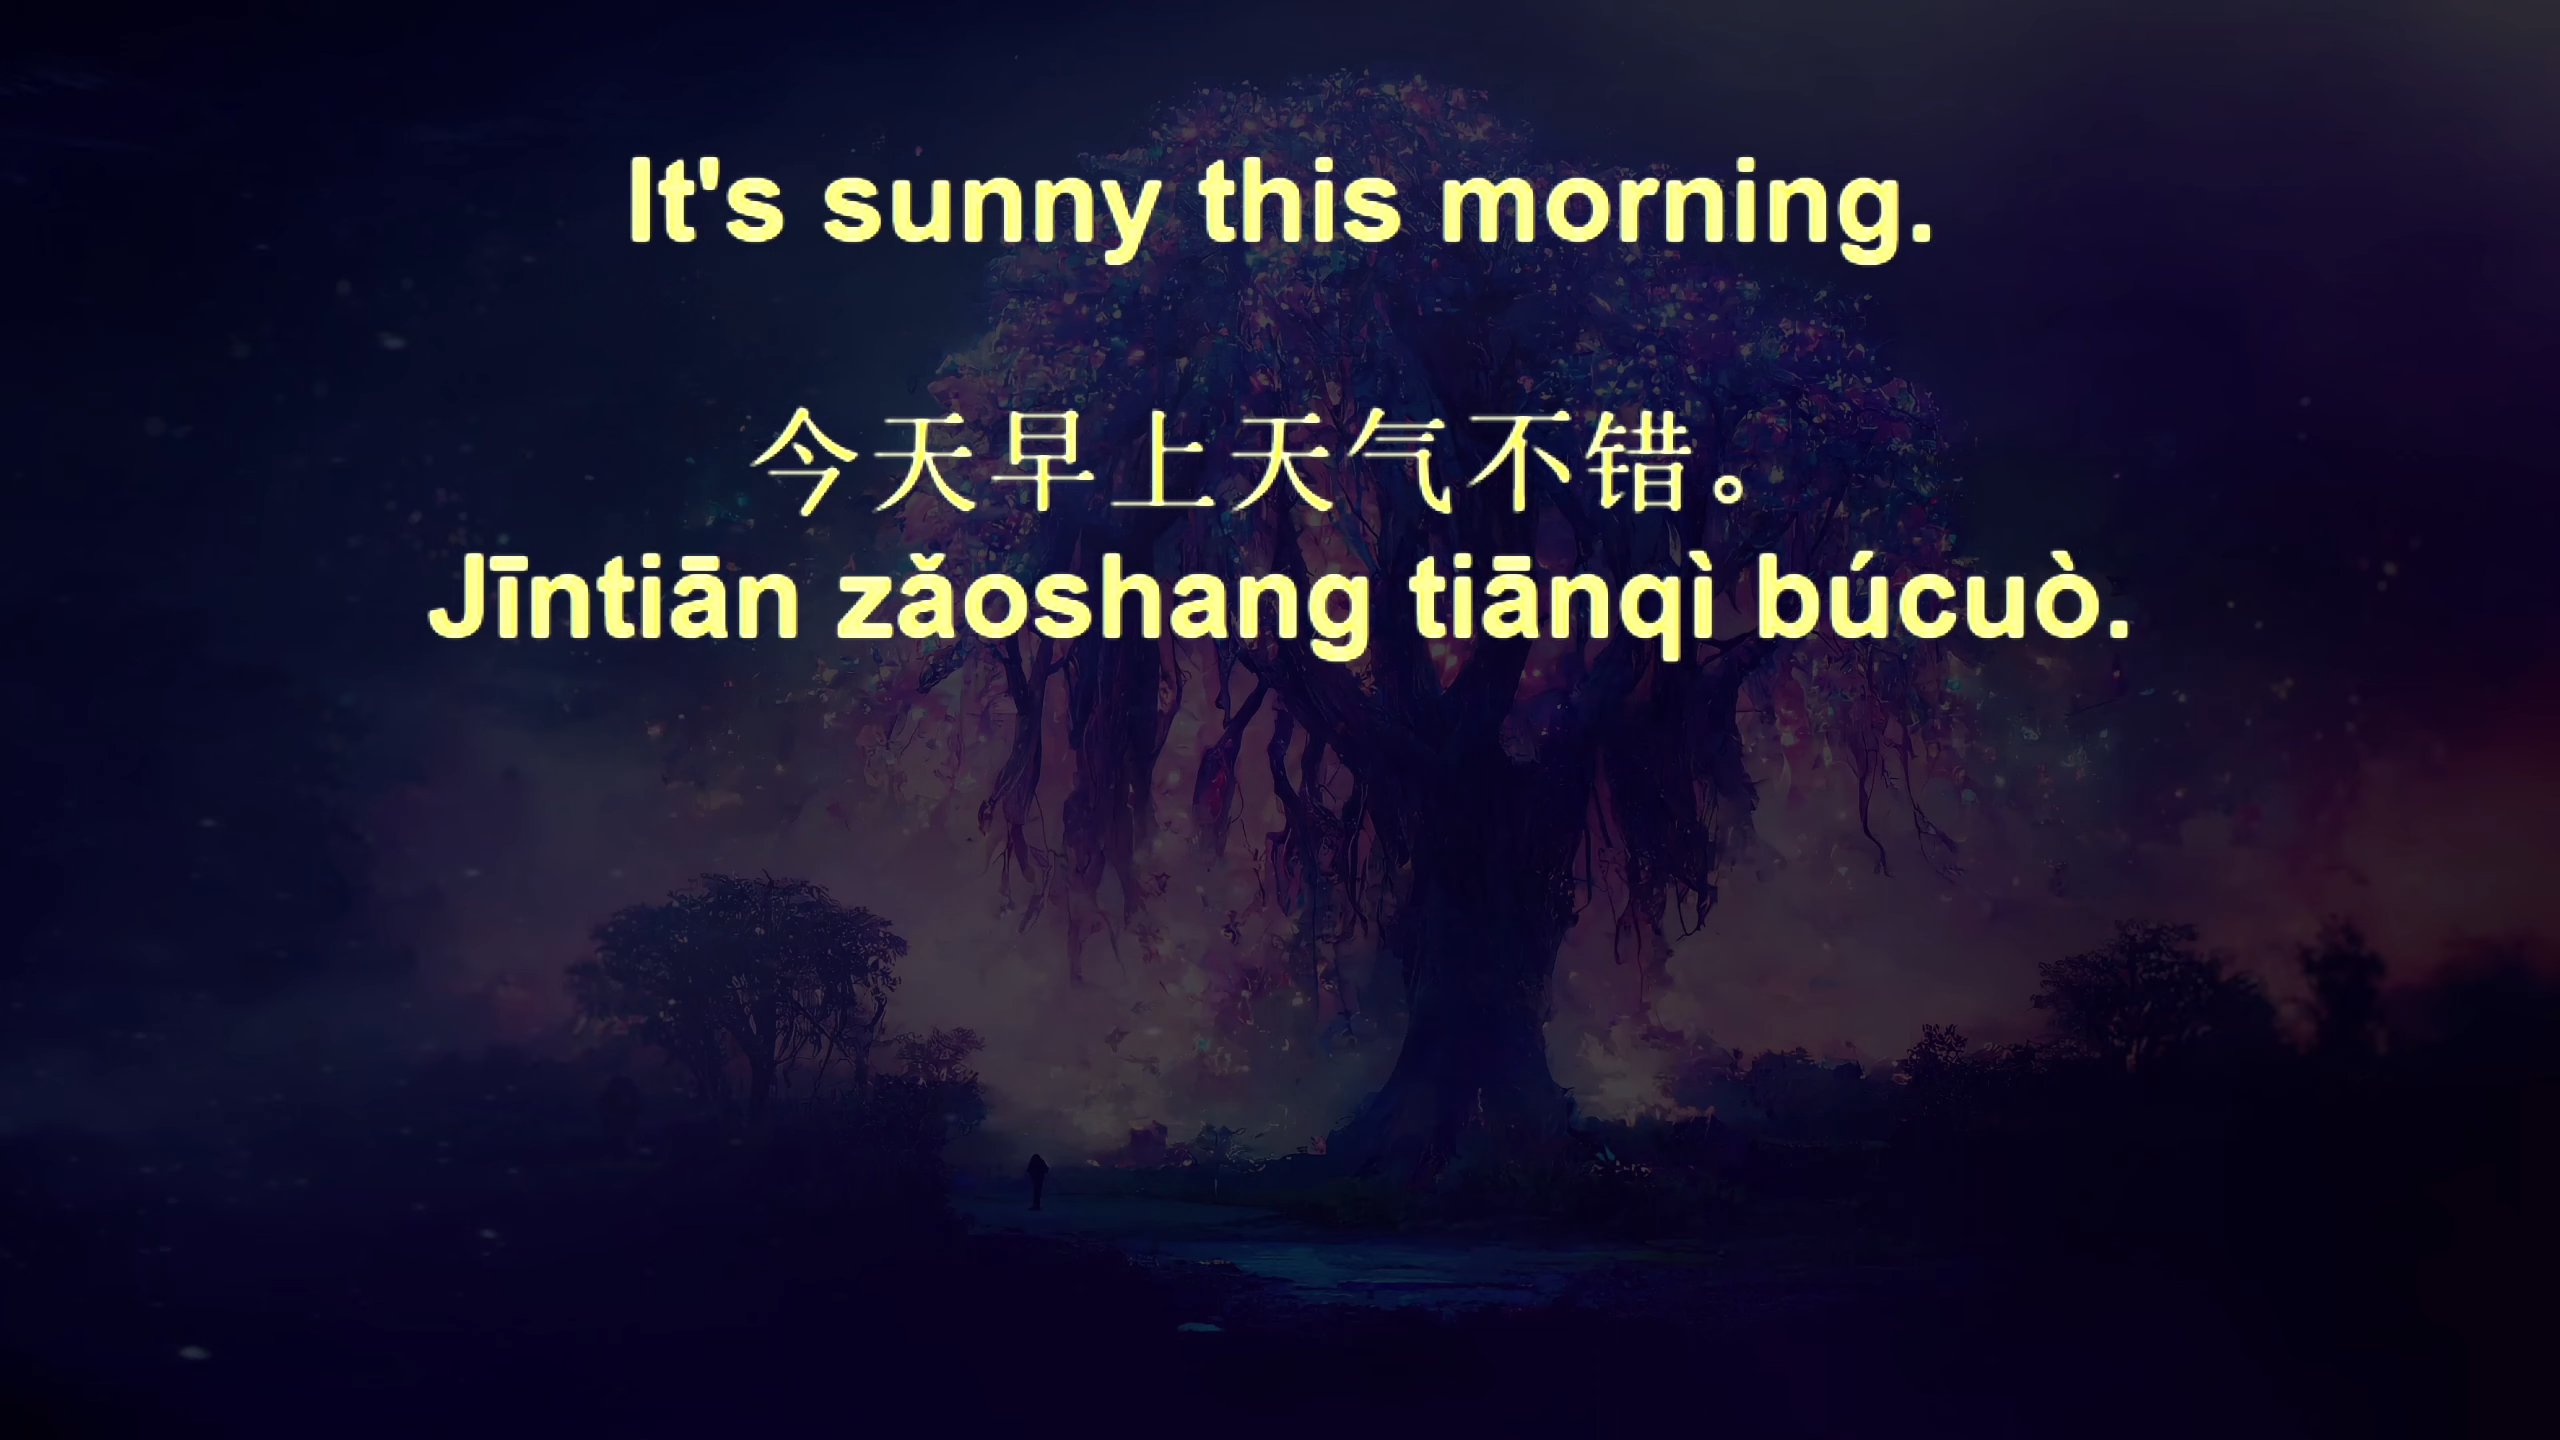 It's sunny this morning.
今天早上天气不错。
Jīntiān zǎoshang tiānqì búcuò.